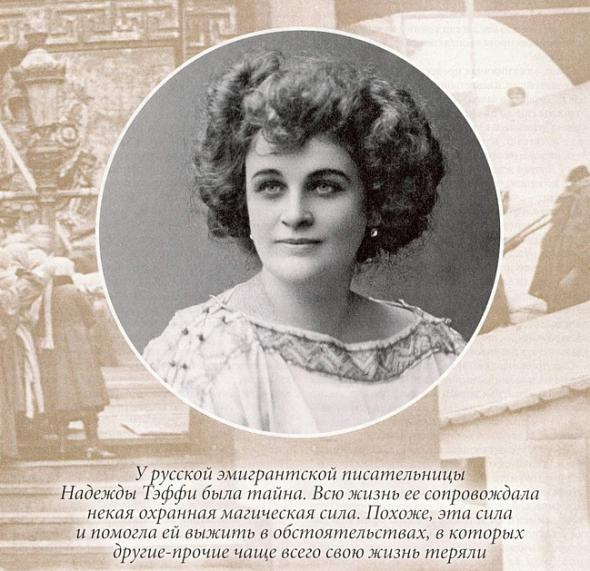 У русской эмигрантской писательницы
Надежды Тэффи была тайна. Всю жизнь ее сопровождала
некая охранная магическая сила. Похоже, эта сила
и помогла ей выжить в обстоятельствах, в которых
другие-прочие чаще всего свою жизнь теряли